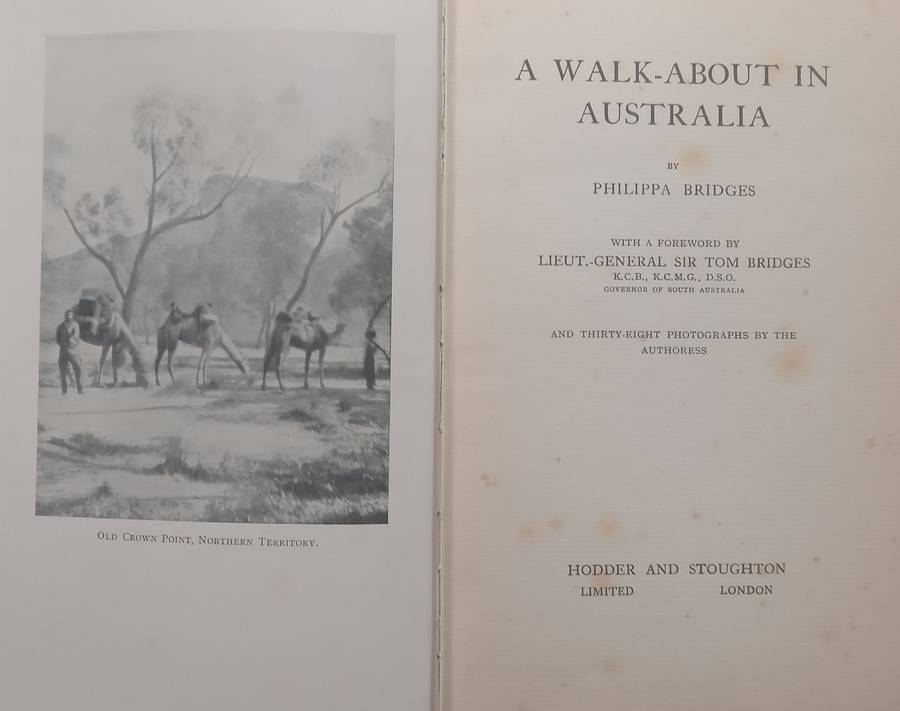 OLD CROWN POINT, NORTHERN TERRITORY.
A WALK-ABOUT IN
AUSTRALIA
BY
PHILIPPA BRIDGES
WITH A FOREWORD BY
LIEUT.-GENERAL SIR TOM BRIDGES
K.C.B., K.C.M.G., D.S.O.
GOVERNOR OF SOUTH AUSTRALIA
AND THIRTY-EIGHT PHOTOGRAPHS BY THE
AUTHORESS
HODDER AND STOUGHTON
LIMITED LONDON